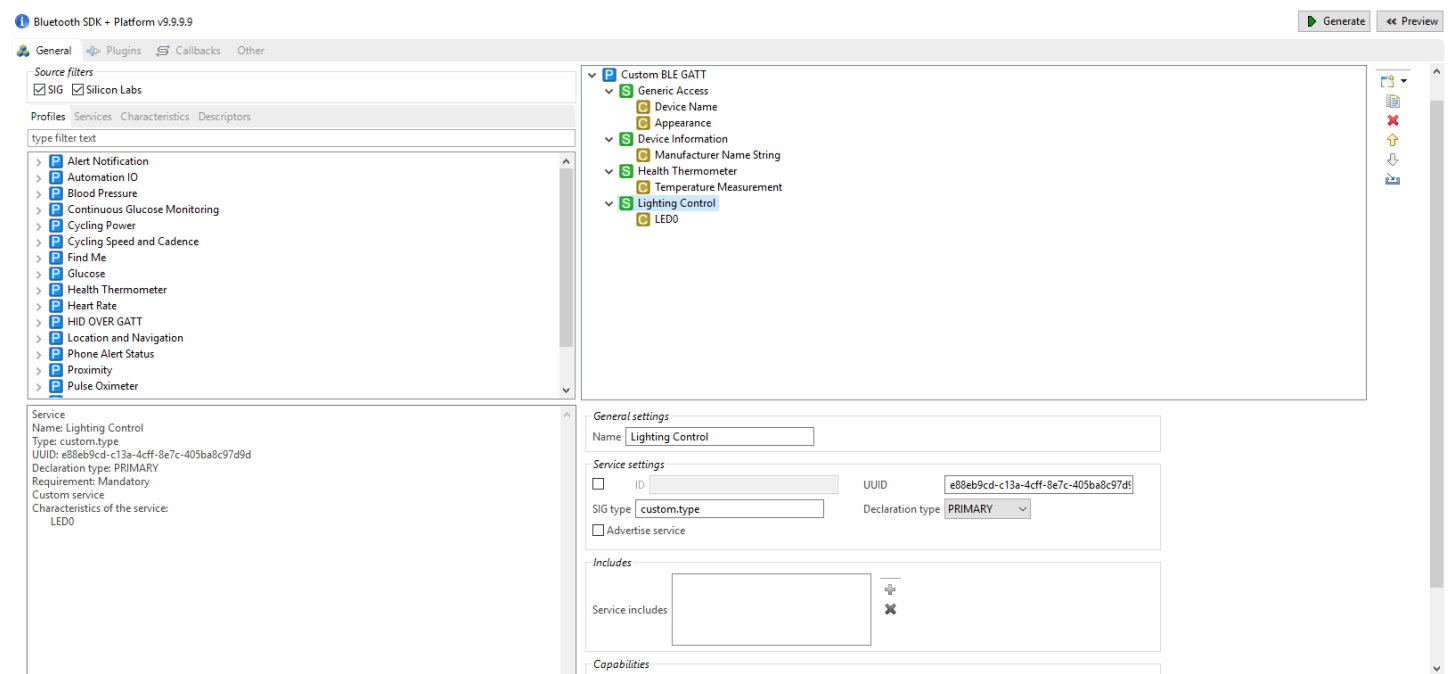 Bluetooth SDK + Platform v9.9.9.9
Generate
Preview
General Plugins Callbacks Other
Source filters
SIG Silicon Labs
Profiles Services Characteristics Descriptors
type filter text
P Alert Notification
P Automation IO
P Blood Pressure
P Continuous Glucose Monitoring
P Cycling Power
P Cycling Speed and Cadence
P Find Me
P Glucose
P Health Thermometer
P Heart Rate
P HID OVER GATT
P Location and Navigation
P Phone Alert Status
P Proximity
P Pulse Oximeter
P Custom BLE GATT
S Generic Access
C Device Name
C Appearance
S Device Information
C Manufacturer Name String
S Health Thermometer
C Temperature Measurement
S Lighting Control
C LED0
Service
Name: Lighting Control
Type: custom.type
UUID: e88eb9cd-c13a-4cff-8e7c-405ba8c97d9d
Declaration type: PRIMARY
Requirement: Mandatory
Custom service
Characteristics of the service:
LED0
General settings
Name Lighting Control
Service settings
ID UUID e88eb9cd-c13a-4cff-8e7c-405ba8c97d9
SIG type custom.type Declaration type PRIMARY
Advertise service
Includes
Service includes
Capabilities